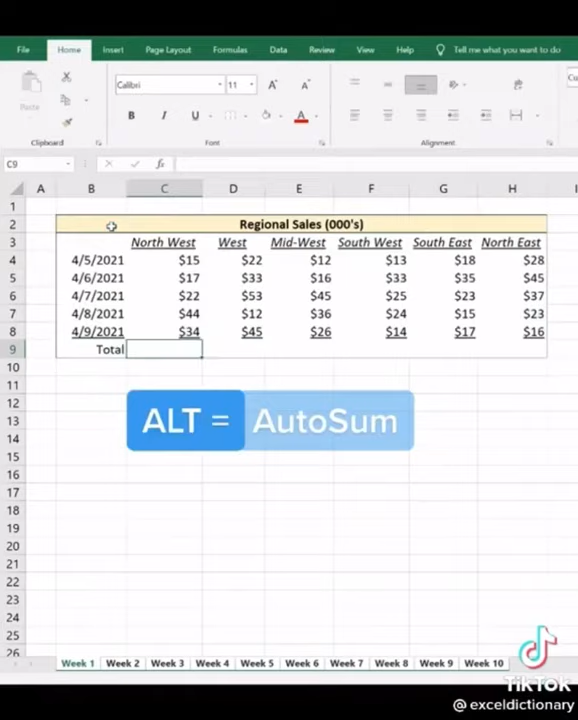 File Home Insert Page Layout Formulas Data Review View Help Tell me what you want to do
Calibri 11 A A
Paste B I U A
Clipboard Font Alignment
C9 fx
A B C D E F G H
1
2 Regional Sales (000's)
3 North West West Mid-West South West South East North East
4 4/5/2021 $15 $22 $12 $13 $18 $28
5 4/6/2021 $17 $33 $16 $33 $35 $45
6 4/7/2021 $22 $53 $45 $25 $23 $37
7 4/8/2021 $44 $12 $36 $24 $15 $23
8 4/9/2021 $34 $45 $26 $14 $17 $16
9 Total
10
11
12
13 ALT = AutoSum
14
15
16
17
18
19
20
21
22
23
24
25
26
Week 1 Week 2 Week 3 Week 4 Week 5 Week 6 Week 7 Week 8 Week 9 Week 10
TikTok
@ exceldictionary